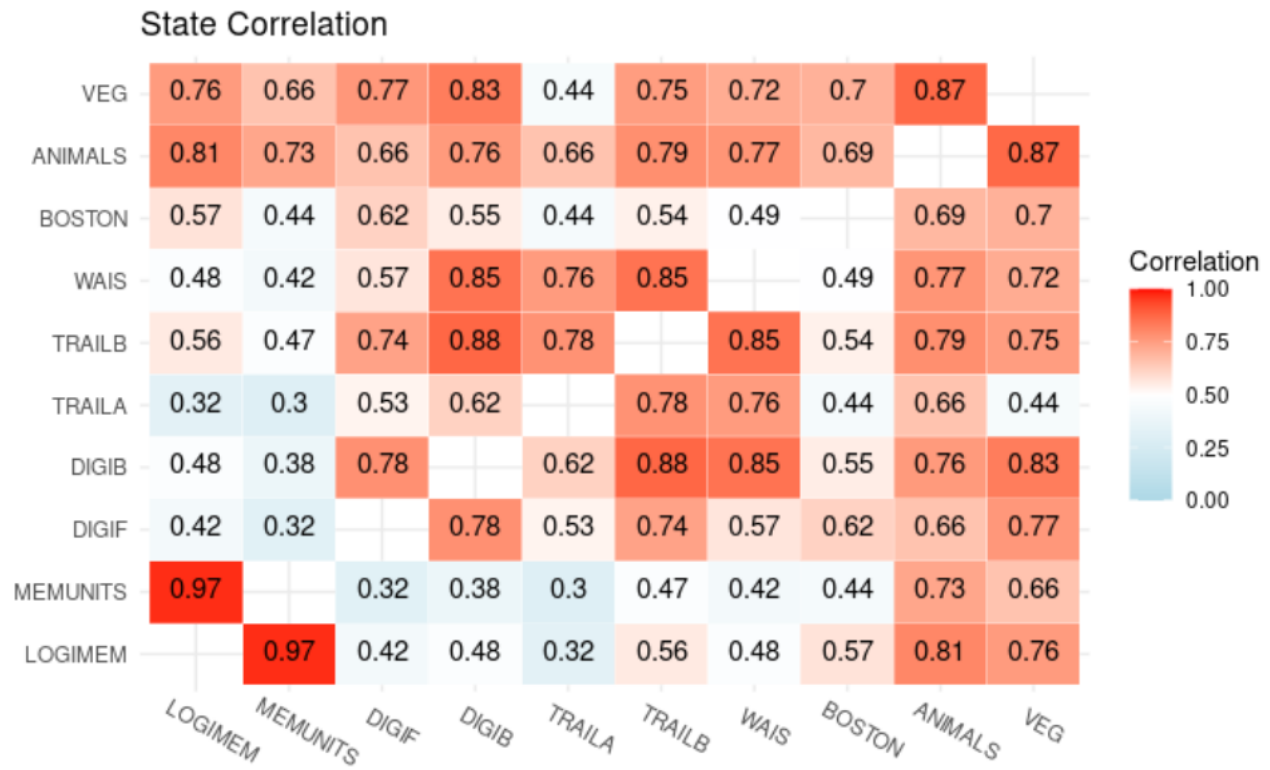 State Correlation
VEG 0.76 0.66 0.77 0.83 0.44 0.75 0.72 0.7 0.87
ANIMALS 0.81 0.73 0.66 0.76 0.66 0.79 0.77 0.69 0.87
BOSTON 0.57 0.44 0.62 0.55 0.44 0.54 0.49 0.69 0.7
WAIS 0.48 0.42 0.57 0.85 0.76 0.85 0.49 0.77 0.72
TRAILB 0.56 0.47 0.74 0.88 0.78 0.85 0.54 0.79 0.75
TRAILA 0.32 0.3 0.53 0.62 0.78 0.76 0.44 0.66 0.44
DIGIB 0.48 0.38 0.78 0.62 0.88 0.85 0.55 0.76 0.83
DIGIF 0.42 0.32 0.78 0.53 0.74 0.57 0.62 0.66 0.77
MEMUNITS 0.97 0.32 0.38 0.3 0.47 0.42 0.44 0.73 0.66
LOGIMEM 0.97 0.42 0.48 0.32 0.56 0.48 0.57 0.81 0.76
LOGIMEM MEMUNITS DIGIF DIGIB TRAILA TRAILB WAIS BOSTON ANIMALS VEG
Correlation
1.00
0.75
0.50
0.25
0.00